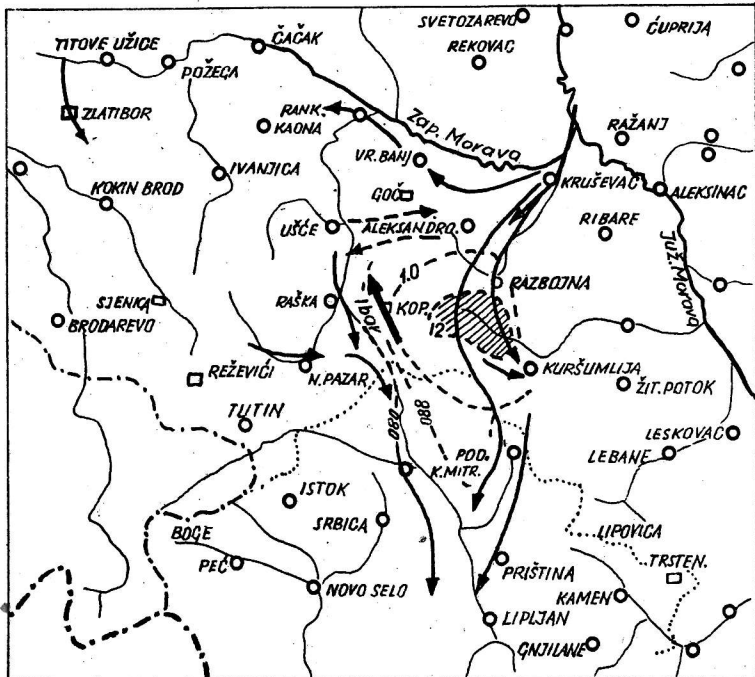 SVETOZAREVO
ĆUPRIJA
TITOVE UŽICE
ČAČAK
REKOVAC
POŽEGA
ZLATIBOR
RANK.
KAONA
Zap. Morava
RAŽANJ
VR. BANJ
IVANJICA
KRUŠEVAC
ALEKSINAC
KOKIN BROD
GOČ
UŠĆE
ALEKSANDRO.
RIBARE
Juž. Morava
1.0
RAZBOJNA
SJENICA
RAŠKA
KOP.
12
BRODAREVO
KURŠUMLIJA
REŽEVIĆI
N. PAZAR
ŽIT. POTOK
TUTIN
080
088
LESKOVAC
POD.
LEBANE
K. MITR.
ISTOK
SRBICA
LIPOVICA
BOGE
PEĆ
PRIŠTINA
TRSTEN.
NOVO SELO
KAMEN
LIPLJAN
GNJILANE